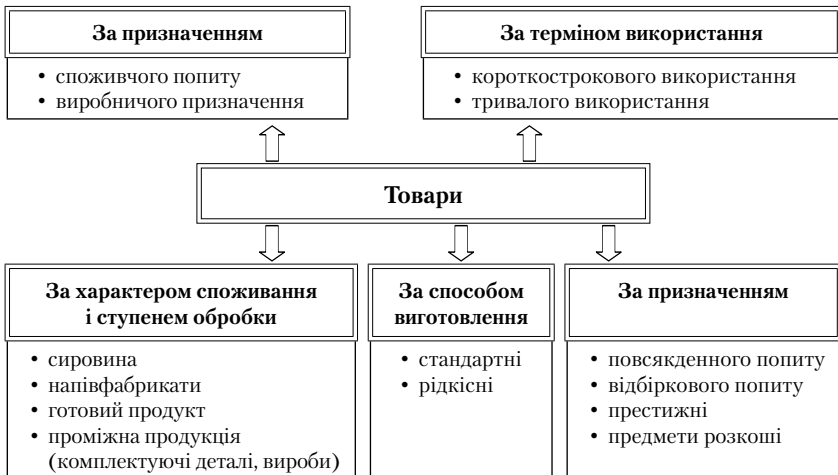 За призначенням
• споживчого попиту
• виробничого призначення
За терміном використання
• короткострокового використання
• тривалого використання
Товари
За характером споживання
і ступенем обробки
• сировина
• напівфабрикати
• готовий продукт
• проміжна продукція
(комплектуючі деталі, вироби)
За способом
виготовлення
• стандартні
• рідкісні
За призначенням
• повсякденного попиту
• відбіркового попиту
• престижні
• предмети розкоші